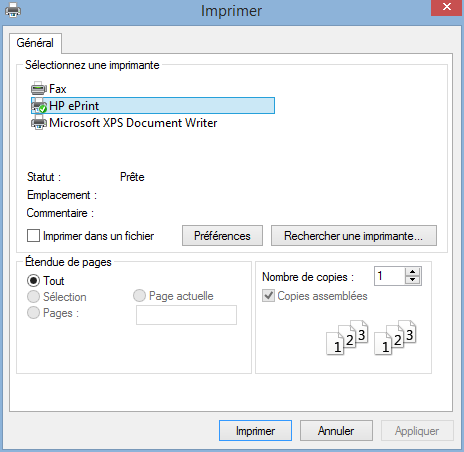 Imprimer
Général
Sélectionnez une imprimante
Fax
HP ePrint
Microsoft XPS Document Writer
Statut : Prête
Emplacement :
Commentaire :
Imprimer dans un fichier Préférences Rechercher une imprimante...
Étendue de pages
Tout
Sélection Page actuelle
Pages :
Nombre de copies : 1
Copies assemblées
1 2 3 1 2 3
Imprimer Annuler Appliquer